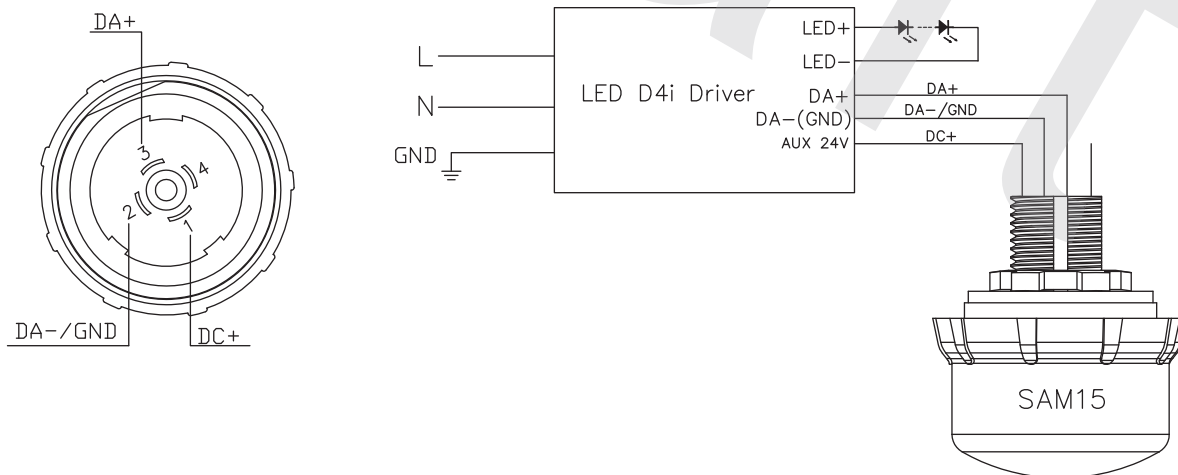 DA+
3
4
2
1
DA-/GND
DC+
L
N
GND
LED D4i Driver
LED+
LED-
DA+
DA-(GND)
AUX 24V
DA+
DA-/GND
DC+
SAM15